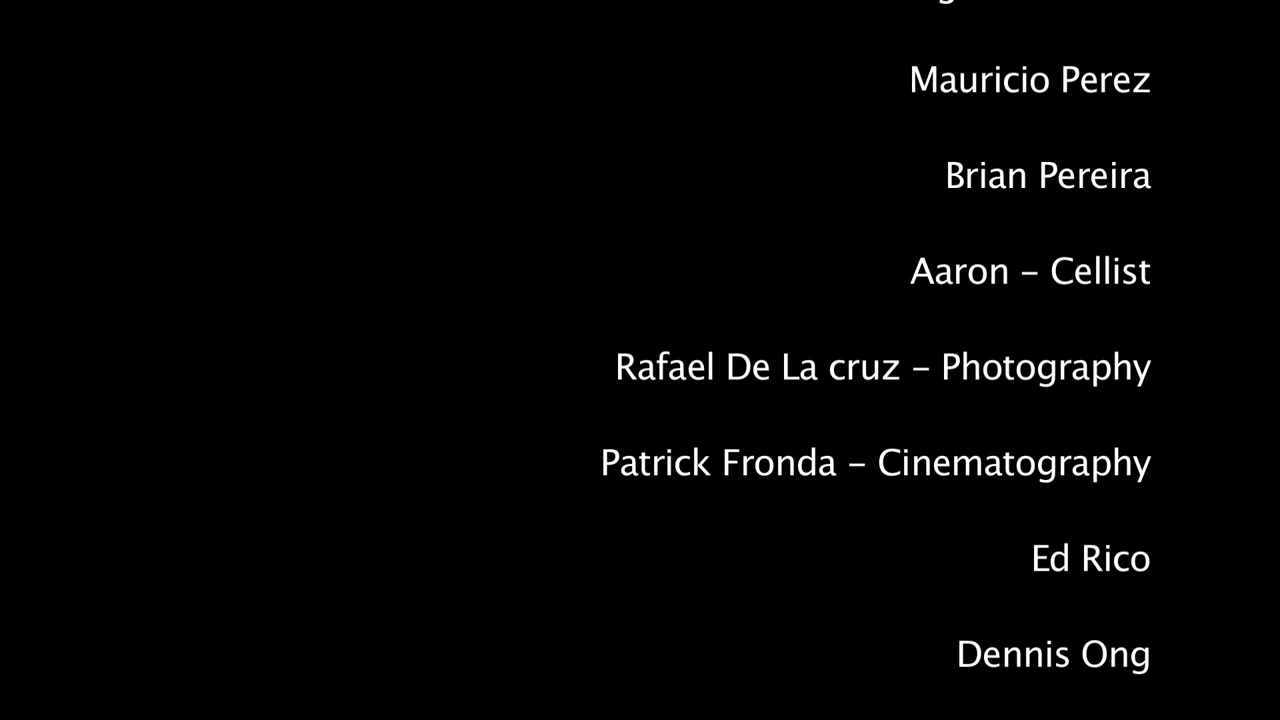 Mauricio Perez
Brian Pereira
Aaron - Cellist
Rafael De La cruz - Photography
Patrick Fronda - Cinematography
Ed Rico
Dennis Ong